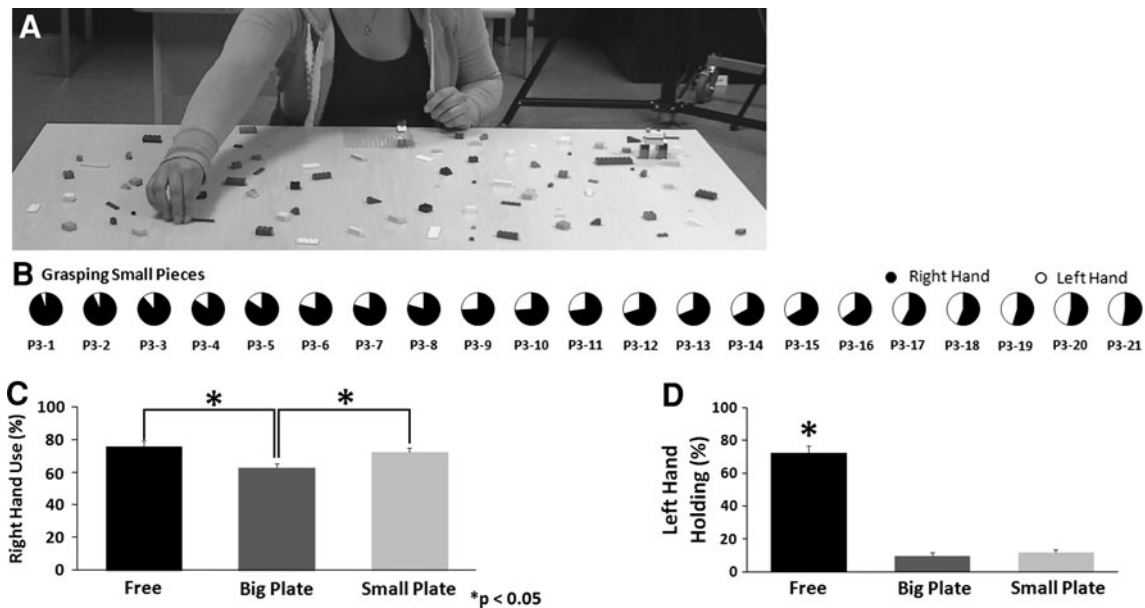 A
B Grasping Small Pieces
Right Hand
Left Hand
P3-1 P3-2 P3-3 P3-4 P3-5 P3-6 P3-7 P3-8 P3-9 P3-10 P3-11 P3-12 P3-13 P3-14 P3-15 P3-16 P3-17 P3-18 P3-19 P3-20 P3-21
C
Right Hand Use (%)
100
80
60
40
20
0
*
*
Free Big Plate Small Plate
*p < 0.05
D
Left Hand
Holding (%)
100
80
60
40
20
0
*
Free Big Plate Small Plate